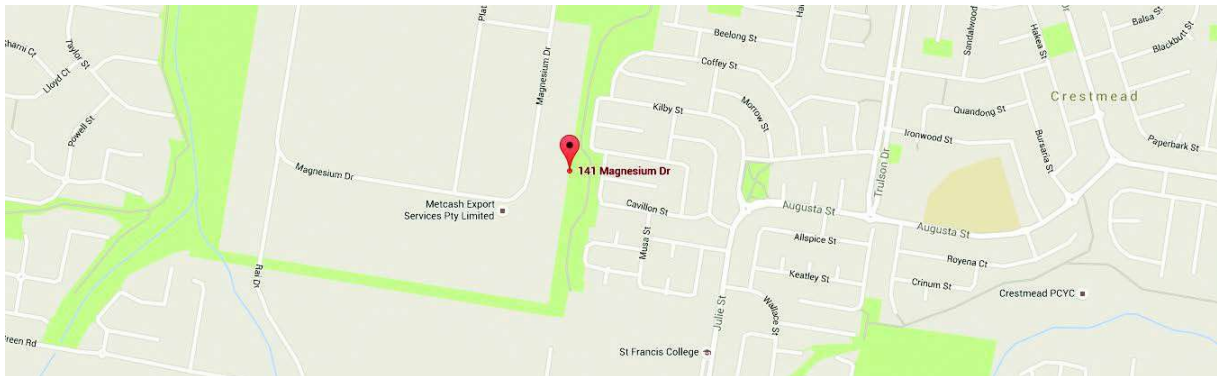 Beelong St
Sandalwood
Balsa St
Hakea St
Blackbutt St
Taylor St
Lloyd Ct
Coffey St
Magnesium Dr
Kilby St
Morrow St
Crestmead
Quandong St
Powell St
Ironwood St
Bursaria St
Paperbark St
Magnesium Dr
141 Magnesium Dr
Trulson Dr
Metcash Export
Services Pty Limited
Cavillon St
Augusta St
Musa St
Allspice St
Augusta St
Royena Ct
Rai Dr
Keatley St
Crinum St
Crestmead PCYC
Wallace St
Julie St
Green Rd
St Francis College